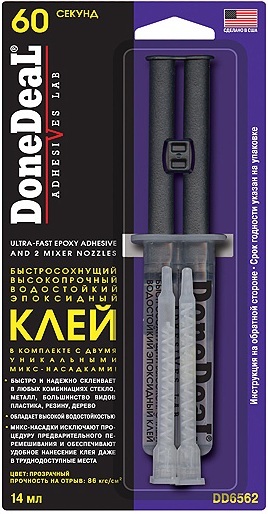 60 СЕКУНД
СДЕЛАНО В США
DoneDeaL®
ADHESIVES LAB
ULTRA-FAST EPOXY ADHESIVE
AND 2 MIXER NOZZLES
БЫСТРОСОХНУЩИЙ
ВЫСОКОПРОЧНЫЙ
ВОДОСТОЙКИЙ
ЭПОКСИДНЫЙ
КЛЕЙ
В КОМПЛЕКТЕ С ДВУМЯ
УНИКАЛЬНЫМИ
МИКС-НАСАДКАМИ!
• БЫСТРО И НАДЕЖНО СКЛЕИВАЕТ
В ЛЮБЫХ КОМБИНАЦИЯХ СТЕКЛО,
МЕТАЛЛ, БОЛЬШИНСТВО ВИДОВ
ПЛАСТИКА, РЕЗИНУ, ДЕРЕВО
• ОБЛАДАЕТ ВЫСОКОЙ ВОДОСТОЙКОСТЬЮ
• МИКС-НАСАДКИ ИСКЛЮЧАЮТ ПРО-
ЦЕДУРУ ПРЕДВАРИТЕЛЬНОГО ПЕ-
РЕМЕШИВАНИЯ И ОБЕСПЕЧИВАЮТ
УДОБНОЕ НАНЕСЕНИЕ КЛЕЯ ДАЖЕ
В ТРУДНОДОСТУПНЫЕ МЕСТА
ЦВЕТ: ПРОЗРАЧНЫЙ
ПРОЧНОСТЬ НА ОТРЫВ: 86 кгс/см²
14 мл
DD
DoneDeaL
ВОДОСТОЙКИЙ ЭПОКСИДНЫЙ КЛЕЙ
Инструкция на обратной стороне • Срок годности указан на упаковке
DD6562